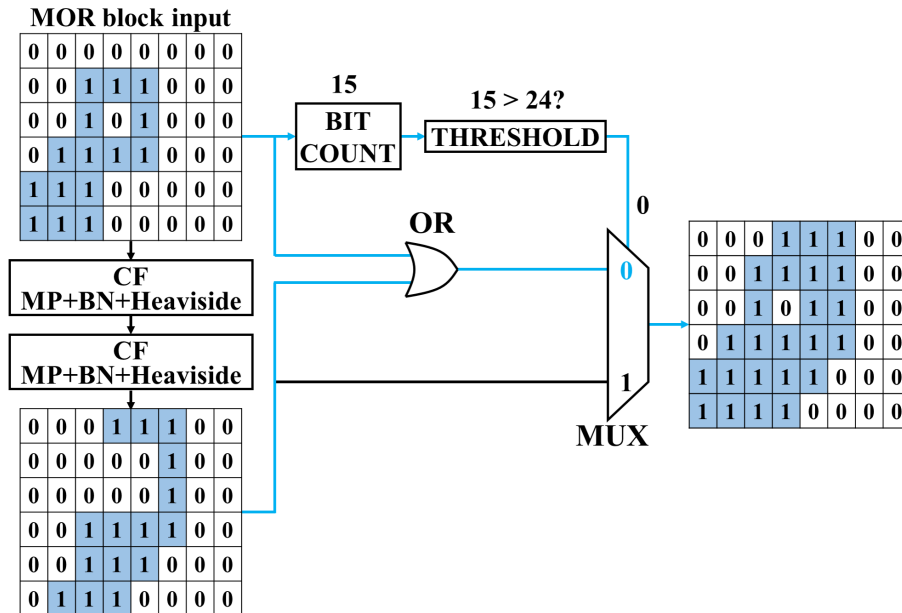 MOR block input
0 0 0 0 0 0 0 0
0 0 1 1 1 0 0 0
0 0 1 0 1 0 0 0
0 1 1 1 1 0 0 0
1 1 1 0 0 0 0 0
1 1 1 0 0 0 0 0
15
BIT
COUNT
15 > 24?
THRESHOLD
0
OR
0
1
MUX
CF
MP+BN+Heaviside
CF
MP+BN+Heaviside
0 0 0 1 1 1 0 0
0 0 0 0 0 1 0 0
0 0 0 0 0 1 0 0
0 0 1 1 1 1 0 0
0 0 1 1 1 0 0 0
0 1 1 1 0 0 0 0
0 0 0 1 1 1 0 0
0 0 1 1 1 1 0 0
0 0 1 0 1 1 0 0
0 1 1 1 1 1 0 0
1 1 1 1 1 0 0 0
1 1 1 1 0 0 0 0